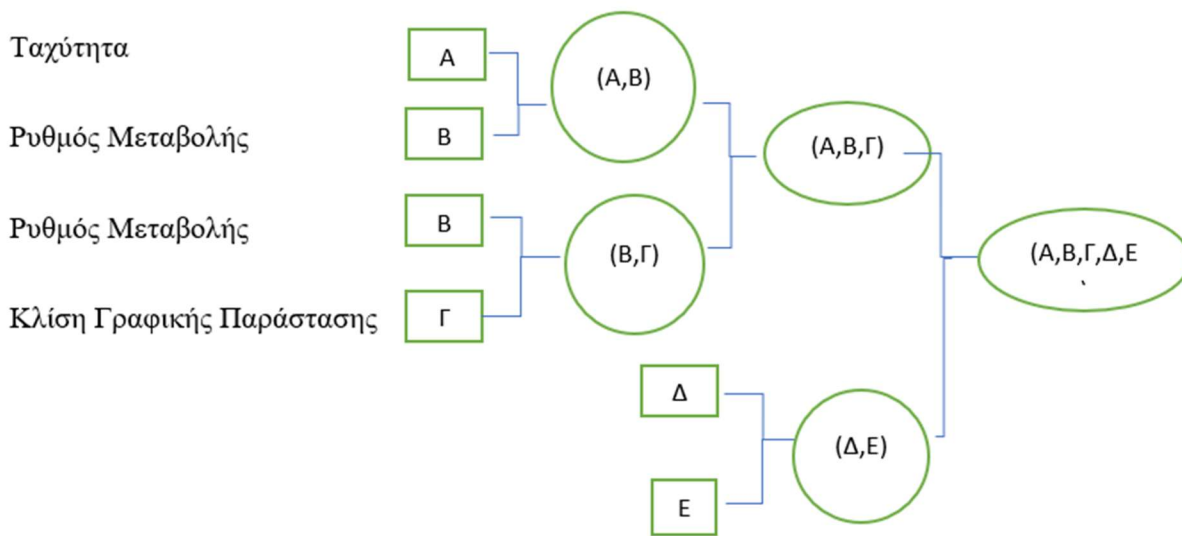 Ταχύτητα
Α
(Α,Β)
Ρυθμός Μεταβολής
Β
(Α,Β,Γ)
Ρυθμός Μεταβολής
Β
(Β,Γ)
(Α,Β,Γ,Δ,Ε
Κλίση Γραφικής Παράστασης
Γ
Δ
(Δ,Ε)
Ε